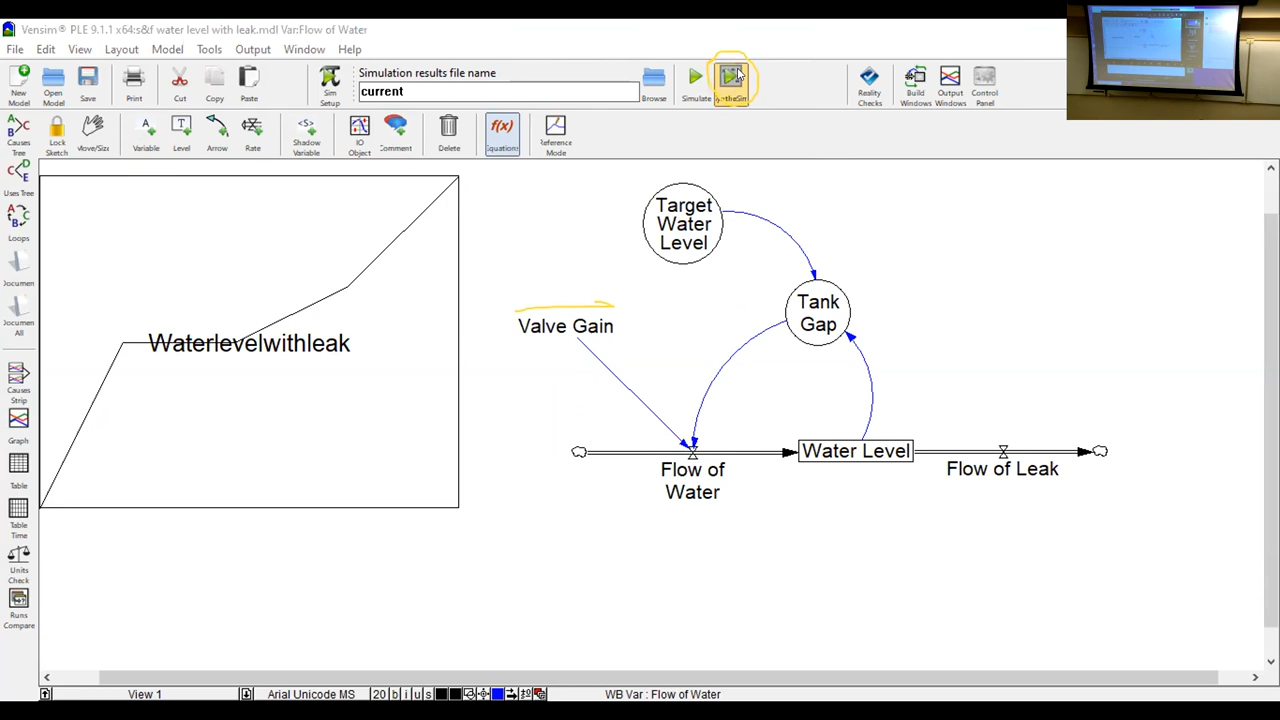 Vensim® PLE 9.1.1 x64:s&f water level with leak.mdl Var:Flow of Water
File Edit View Layout Model Tools Output Window Help
New Model
Open Model
Save
Print
Cut
Copy
Paste
Sim Setup
Simulation results file name
current
Browse
Simulate
Reality Checks
Build Windows
Output Windows
Control Panel
Causes Tree
Lock Sketch
Move/Size
Variable
Level
Arrow
Rate
Shadow Variable
IO Object
Comment
Delete
Equations
Reference Mode
Uses Tree
Loops
Documen
Documen All
Causes Strip
Graph
Table
Table Time
Units Check
Runs Compare
Waterlevelwithleak
Target
Water
Level
Tank
Gap
Valve Gain
Flow of
Water
Water Level
Flow of Leak
View 1
Arial Unicode MS 20 b i u s
WB Var : Flow of Water